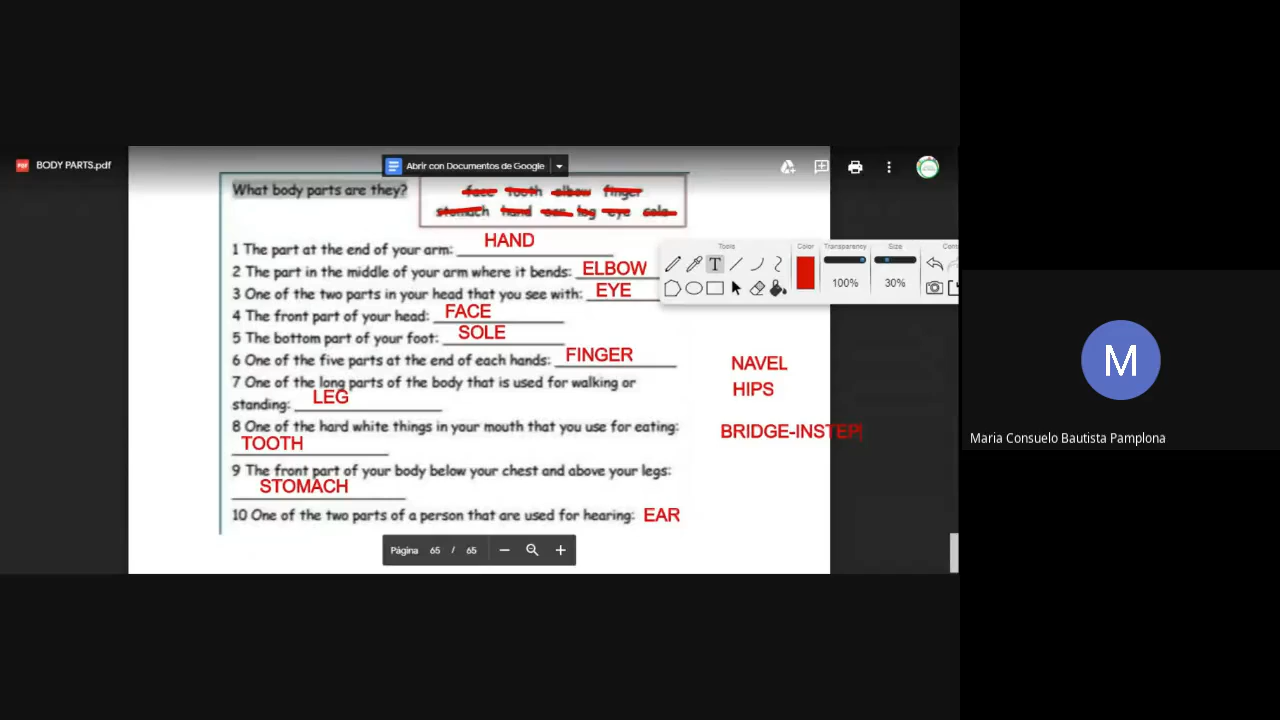 BODY PARTS.pdf
Abrir con Documentos de Google
What body parts are they?
face tooth elbow finger
stomach hand ear leg eye sole
1 The part at the end of your arm: HAND
2 The part in the middle of your arm where it bends: ELBOW
3 One of the two parts in your head that you see with: EYE
4 The front part of your head: FACE
5 The bottom part of your foot: SOLE
6 One of the five parts at the end of each hands: FINGER
7 One of the long parts of the body that is used for walking or
standing: LEG
8 One of the hard white things in your mouth that you use for eating:
TOOTH
9 The front part of your body below your chest and above your legs:
STOMACH
10 One of the two parts of a person that are used for hearing: EAR
Tools
Color
Transparency
Size
100%
30%
NAVEL
HIPS
BRIDGE-INSTEP
Página 65 / 65
M
Maria Consuelo Bautista Pamplona